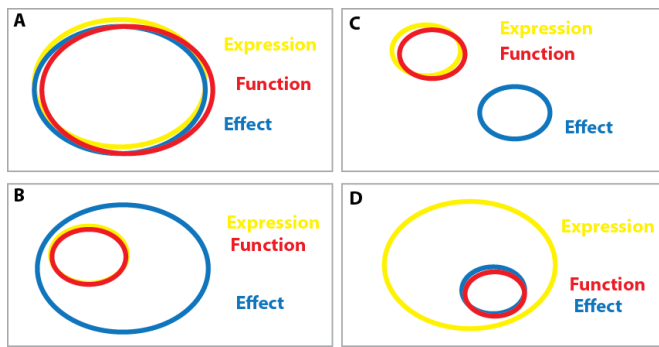 A
Expression
Function
Effect
B
Expression
Function
Effect
C
Expression
Function
Effect
D
Expression
Function
Effect